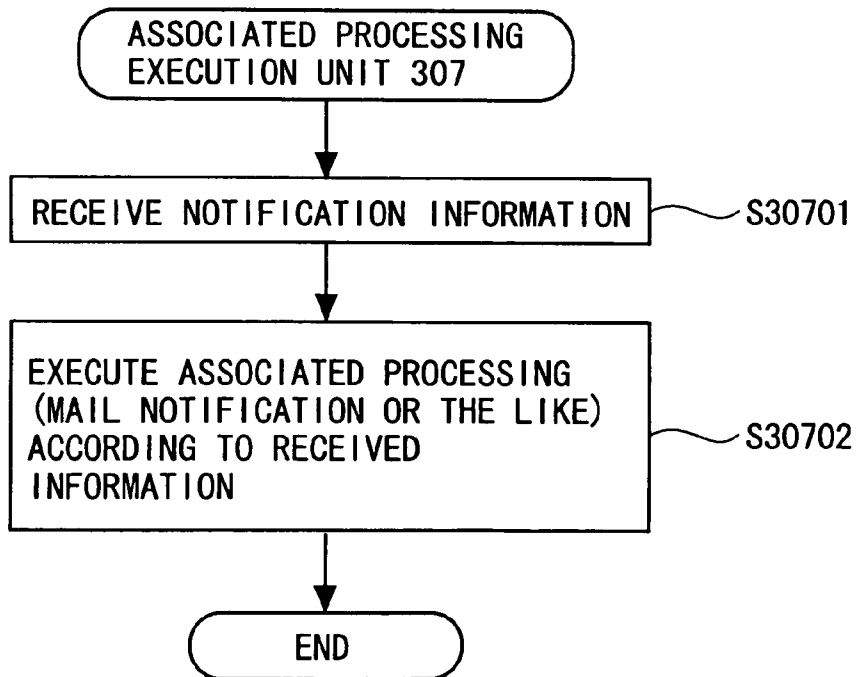 ASSOCIATED PROCESSING
EXECUTION UNIT 307
RECEIVE NOTIFICATION INFORMATION
S30701
EXECUTE ASSOCIATED PROCESSING
(MAIL NOTIFICATION OR THE LIKE)
ACCORDING TO RECEIVED
INFORMATION
S30702
END